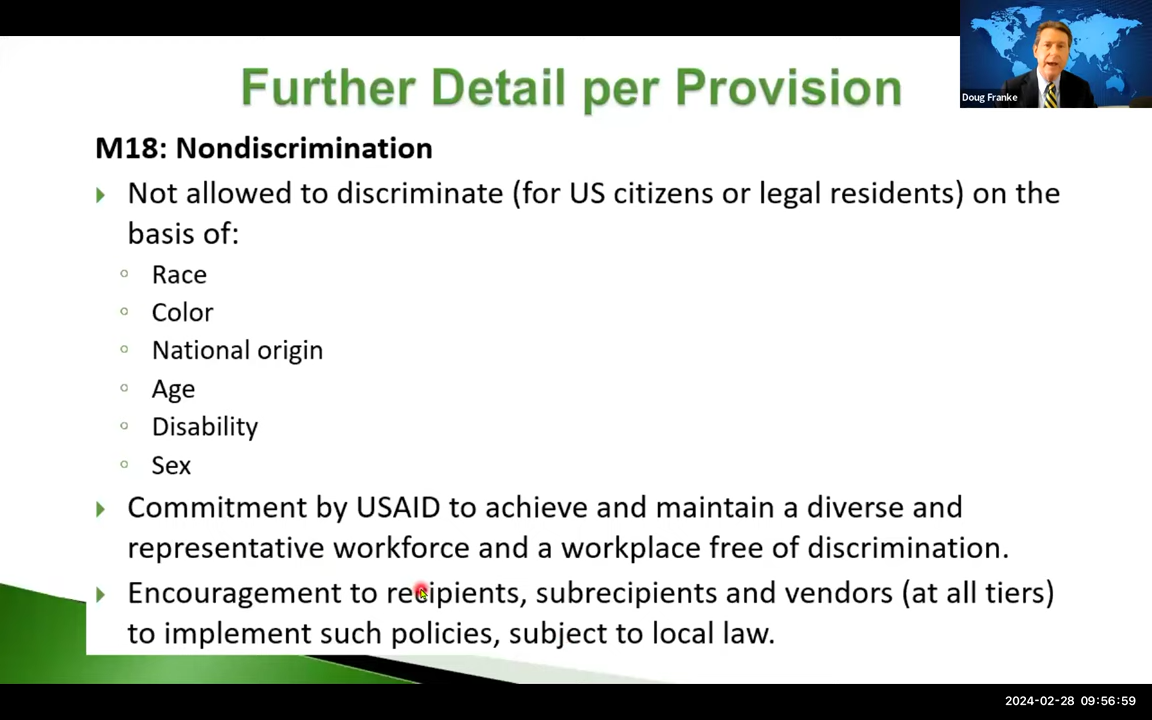 Further Detail per Provision
Doug Franke
M18: Nondiscrimination
Not allowed to discriminate (for US citizens or legal residents) on the
basis of:
Race
Color
National origin
Age
Disability
Sex
Commitment by USAID to achieve and maintain a diverse and
representative workforce and a workplace free of discrimination.
Encouragement to recipients, subrecipients and vendors (at all tiers)
to implement such policies, subject to local law.
2024-02-28 09:56:59